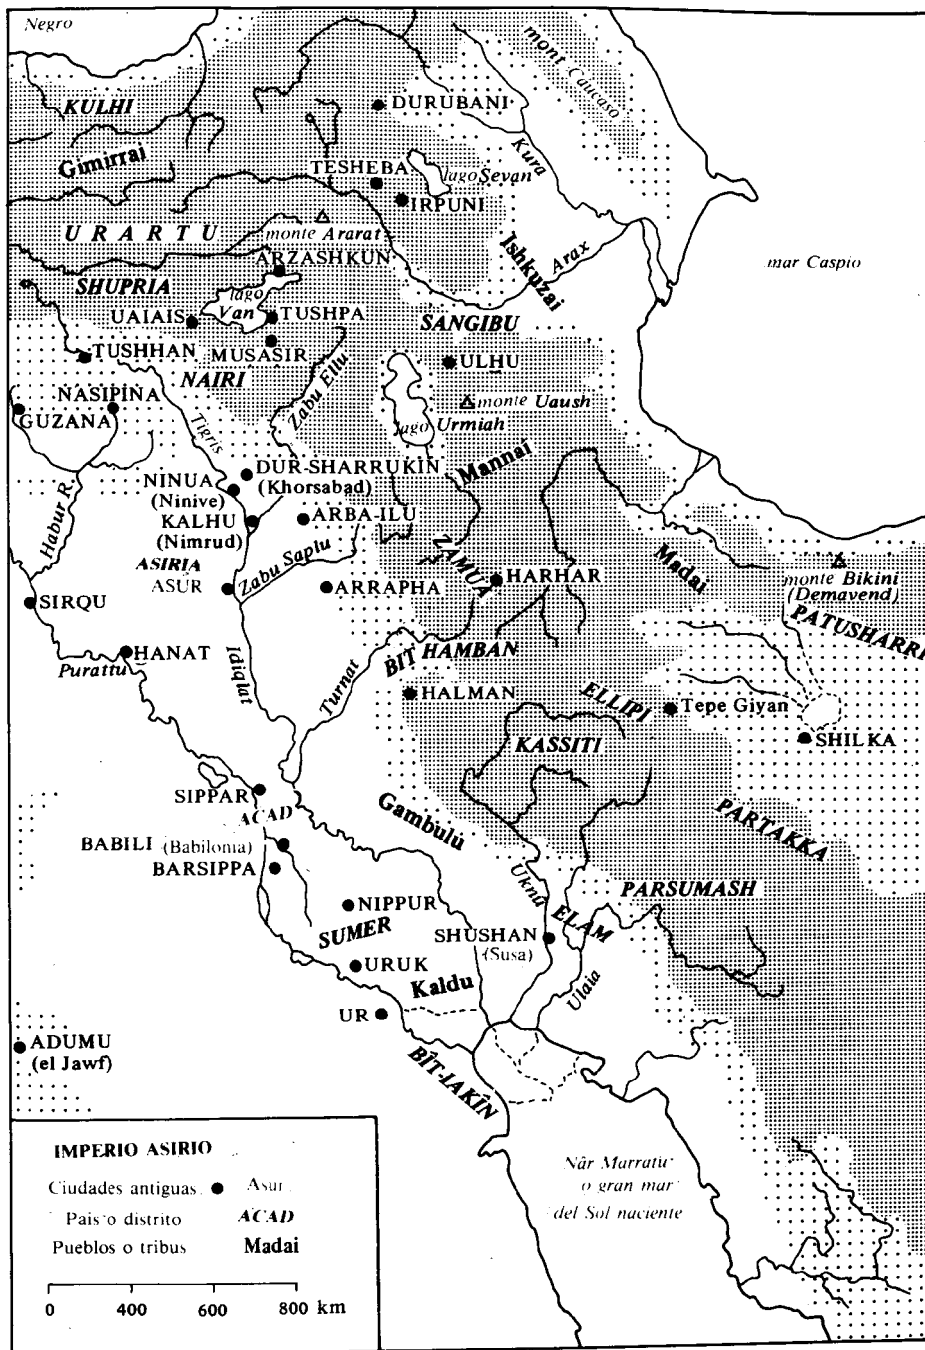 Negro
mont Caucaso
KULHI
DURUBANI
Gimirrai
Kura
TESHEBA
lago Sevan
IRPUNI
URARTU
monte Ararat
Ishkuzai
Arax
mar Caspio
ARZASHKUN
SHUPRIA
lago
Van
UAIAIS
TUSHPA
SANGIBU
TUSHHAN
MUSASIR
ULHU
NAIRI
Zabu Ellu
NASIPINA
GUZANA
monte Uaush
lago Urmiah
Tigris
Mannai
DUR-SHARRUKIN
(Khorsabad)
NINUA
(Ninive)
Habur R.
KALHU
(Nimrud)
ARBA-ILU
ZAMUA
Madai
ASIRIA
ASUR
Zabu Saplu
ARRAPHA
HARHAR
monte Bikini
(Demavend)
SIRQU
PATUSHARRI
HANAT
Purattu
Idiqlat
Turnat
BIT HAMBAN
HALMAN
ELLIPI
Tepe Giyan
KASSITI
SHILKA
SIPPAR
ACAD
Gambulu
PARTAKKA
BABILI (Babilonia)
BARSIPPA
Uknu
PARSUMASH
NIPPUR
SUMER
ELAM
SHUSHAN
(Susa)
URUK
Kaldu
Ulaia
UR
ADUMU
(el Jawf)
BÎT-IAKÎN
IMPERIO ASIRIO
Ciudades antiguas ● Asur
Pais o distrito ACAD
Pueblos o tribus Madai
0 400 600 800 km
Nâr Marratu
o gran mar
del Sol naciente